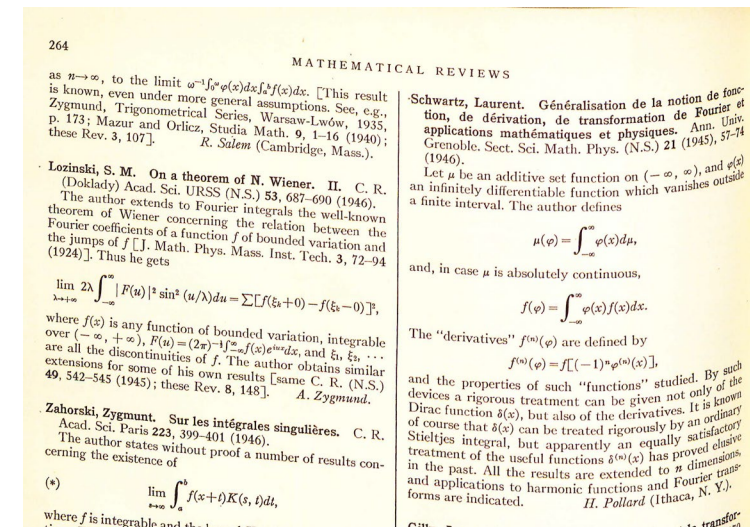 264
MATHEMATICAL REVIEWS
as n→∞, to the limit ω⁻¹∫₀^ω φ(x)dx∫ₐᵇf(x)dx. [This result
is known, even under more general assumptions. See, e.g.,
Zygmund, Trigonometrical Series, Warsaw-Lwów, 1935,
p. 173; Mazur and Orlicz, Studia Math. 9, 1–16 (1940);
these Rev. 3, 107]. R. Salem (Cambridge, Mass.).
Lozinski, S. M. On a theorem of N. Wiener. II. C. R.
(Doklady) Acad. Sci. URSS (N.S.) 53, 687–690 (1946).
The author extends to Fourier integrals the well-known
theorem of Wiener concerning the relation between the
Fourier coefficients of a function f of bounded variation and
the jumps of f [J. Math. Phys. Mass. Inst. Tech. 3, 72–94
(1924)]. Thus he gets
lim_{λ→+∞} 2λ∫_{−∞}^{∞} |F(u)|² sin² (u/λ)du = Σ[f(ξₖ+0)−f(ξₖ−0)]²,
where f(x) is any function of bounded variation, integrable
over (−∞, +∞), F(u) = (2π)^{−½}∫_{−∞}^{∞}f(x)e^{iux}dx, and ξ₁, ξ₂, ···
are all the discontinuities of f. The author obtains similar
extensions for some of his own results [same C. R. (N.S.)
49, 542–545 (1945); these Rev. 8, 148]. A. Zygmund.
Zahorski, Zygmunt. Sur les intégrales singulières. C. R.
Acad. Sci. Paris 223, 399–401 (1946).
The author states without proof a number of results con-
cerning the existence of
(*) lim_{s→∞} ∫ₐᵇ f(x+t)K(s, t)dt,
where f is integrable and the
Schwartz, Laurent. Généralisation de la notion de fonc-
tion, de dérivation, de transformation de Fourier et
applications mathématiques et physiques. Ann. Univ.
Grenoble. Sect. Sci. Math. Phys. (N.S.) 21 (1945), 57–74
(1946).
Let μ be an additive set function on (−∞, ∞), and φ(x)
an infinitely differentiable function which vanishes outside
a finite interval. The author defines
μ(φ) = ∫_{−∞}^{∞} φ(x)dμ,
and, in case μ is absolutely continuous,
f(φ) = ∫_{−∞}^{∞} φ(x)f(x)dx.
The "derivatives" f⁽ⁿ⁾(φ) are defined by
f⁽ⁿ⁾(φ) = f[(−1)ⁿφ⁽ⁿ⁾(x)],
and the properties of such "functions" studied. By such
devices a rigorous treatment can be given not only of the
Dirac function δ(x), but also of the derivatives. It is known
of course that δ(x) can be treated rigorously by an ordinary
Stieltjes integral, but apparently an equally satisfactory
treatment of the useful functions δ⁽ⁿ⁾(x) has proved elusive
in the past. All the results are extended to n dimensions,
and applications to harmonic functions and Fourier trans-
forms are indicated. H. Pollard (Ithaca, N. Y.).